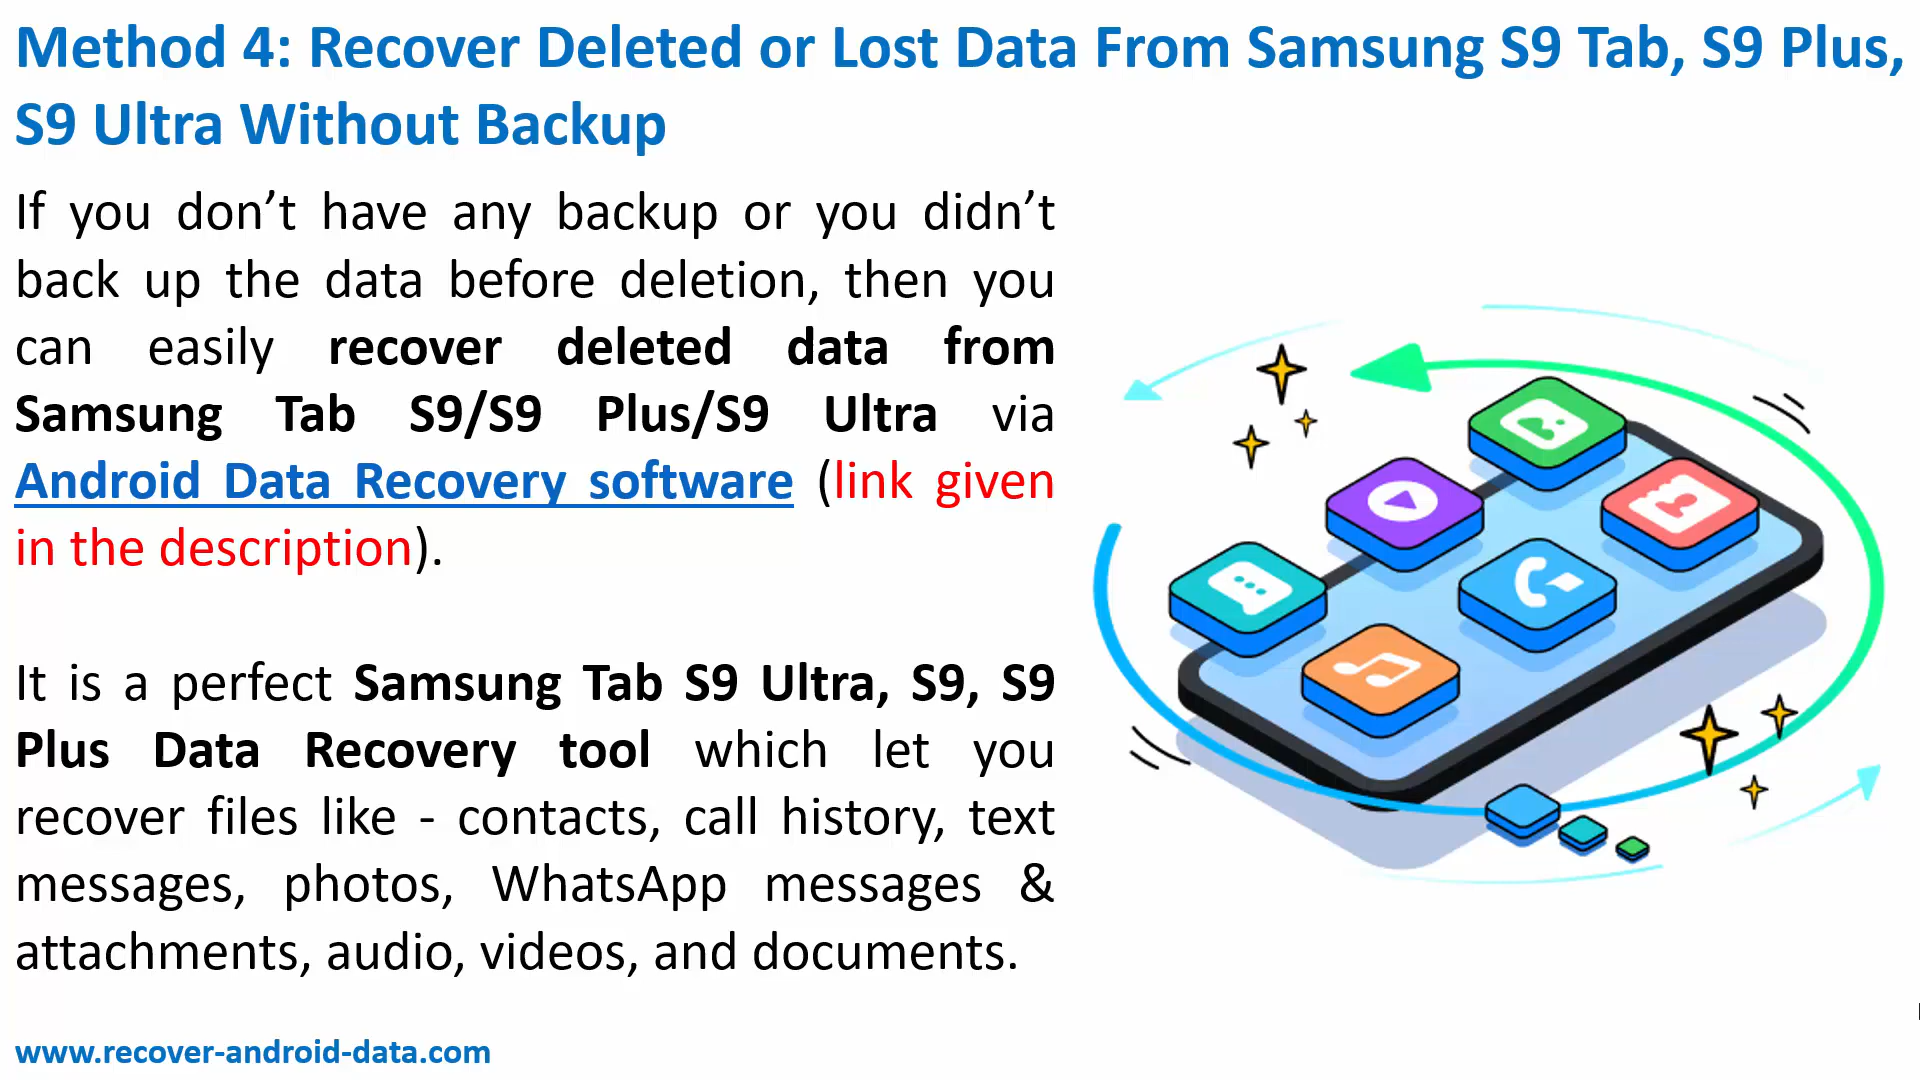 Method 4: Recover Deleted or Lost Data From Samsung S9 Tab, S9 Plus,
S9 Ultra Without Backup
If you don’t have any backup or you didn’t
back up the data before deletion, then you
can easily recover deleted data from
Samsung Tab S9/S9 Plus/S9 Ultra via
Android Data Recovery software (link given
in the description).
It is a perfect Samsung Tab S9 Ultra, S9, S9
Plus Data Recovery tool which let you
recover files like - contacts, call history, text
messages, photos, WhatsApp messages &
attachments, audio, videos, and documents.
www.recover-android-data.com